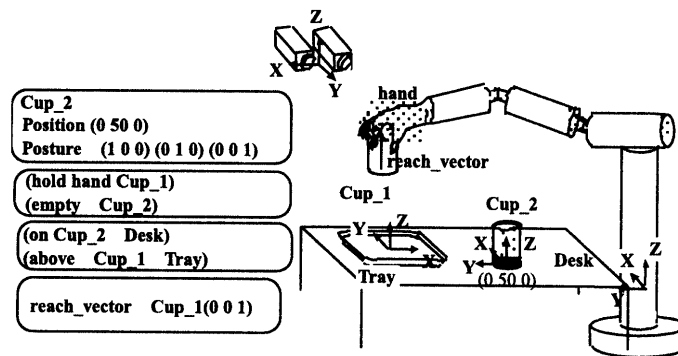 Z
X
Y
hand
Cup_2
Position (0 50 0)
Posture (1 0 0) (0 1 0) (0 0 1)
reach_vector
(hold hand Cup_1)
(empty Cup_2)
Cup_1
Cup_2
(on Cup_2 Desk)
(above Cup_1 Tray)
Y
Z
X
X
Z
Y
Tray
(0 50 0)
Desk
X
Z
Y
reach_vector Cup_1(0 0 1)